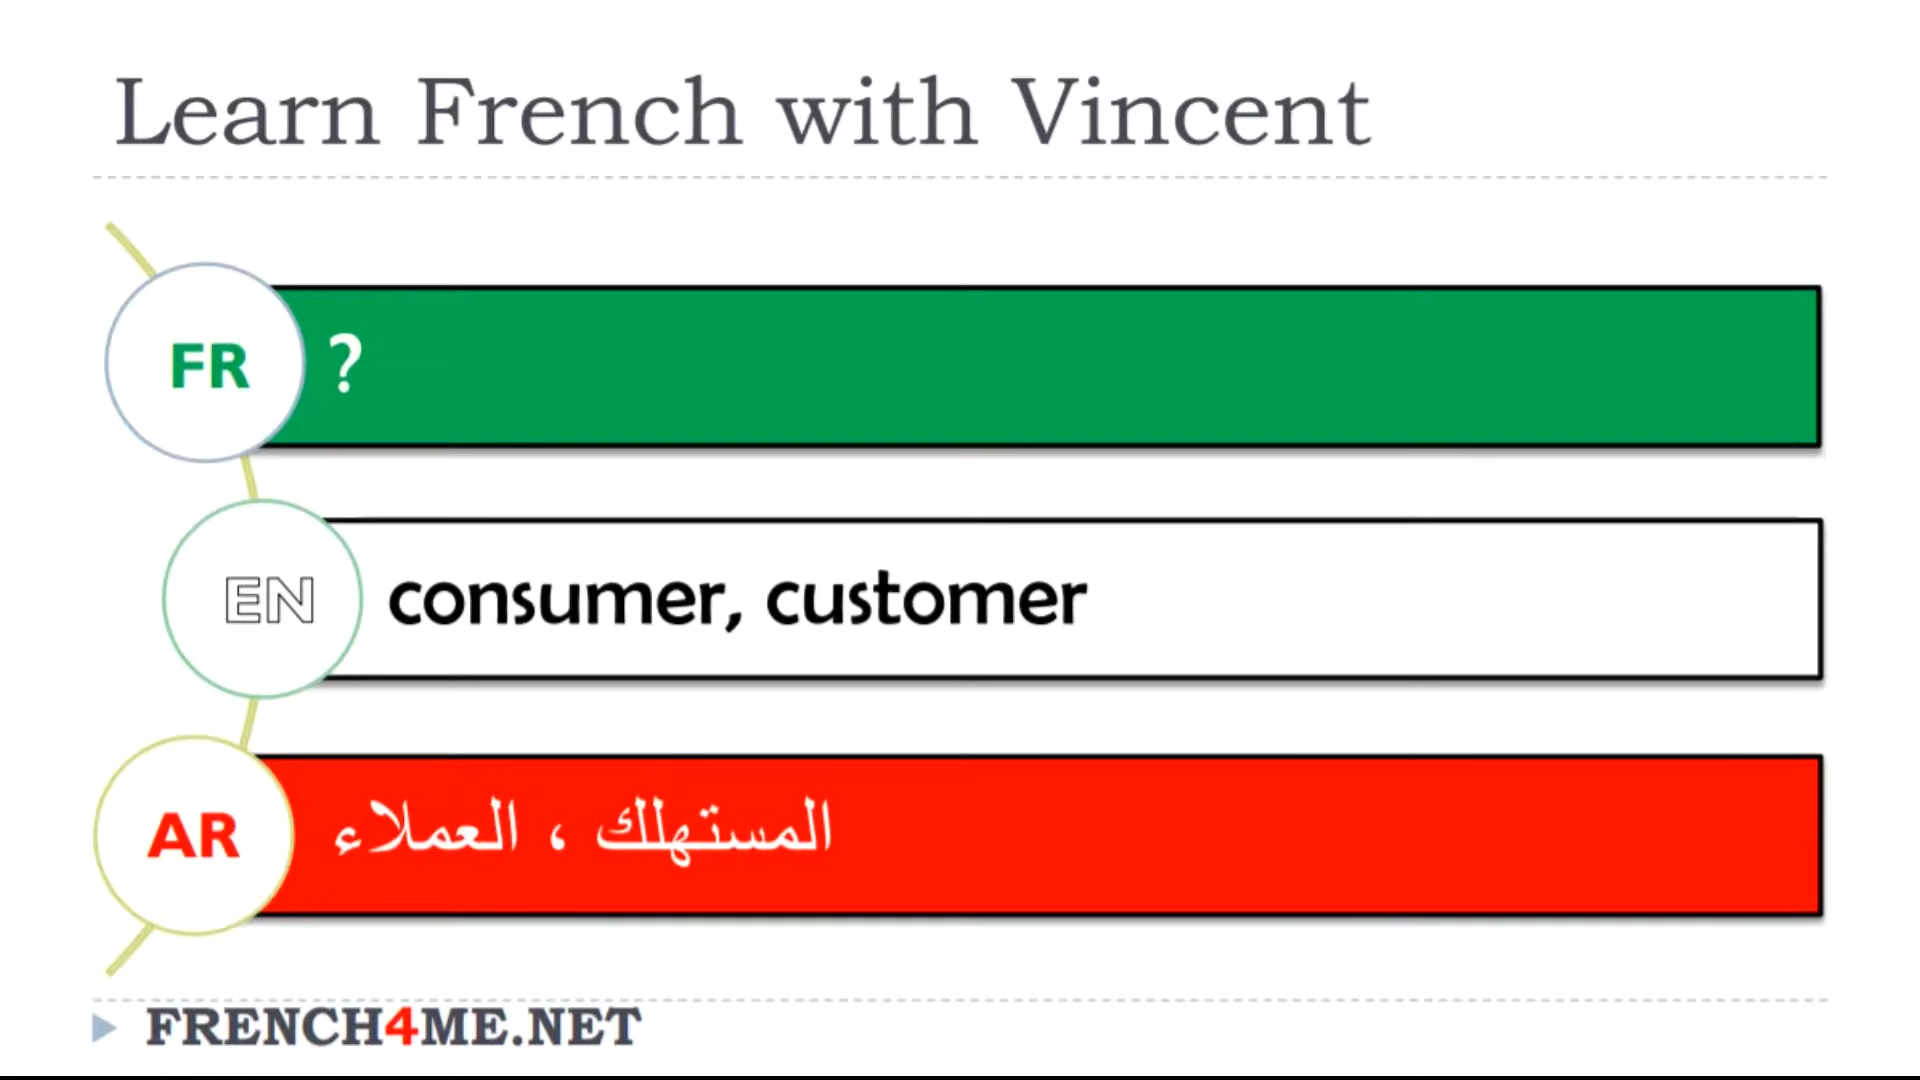 Learn French with Vincent
FR ?
EN consumer, customer
AR المستهلك ، العملاء
FRENCH4ME.NET